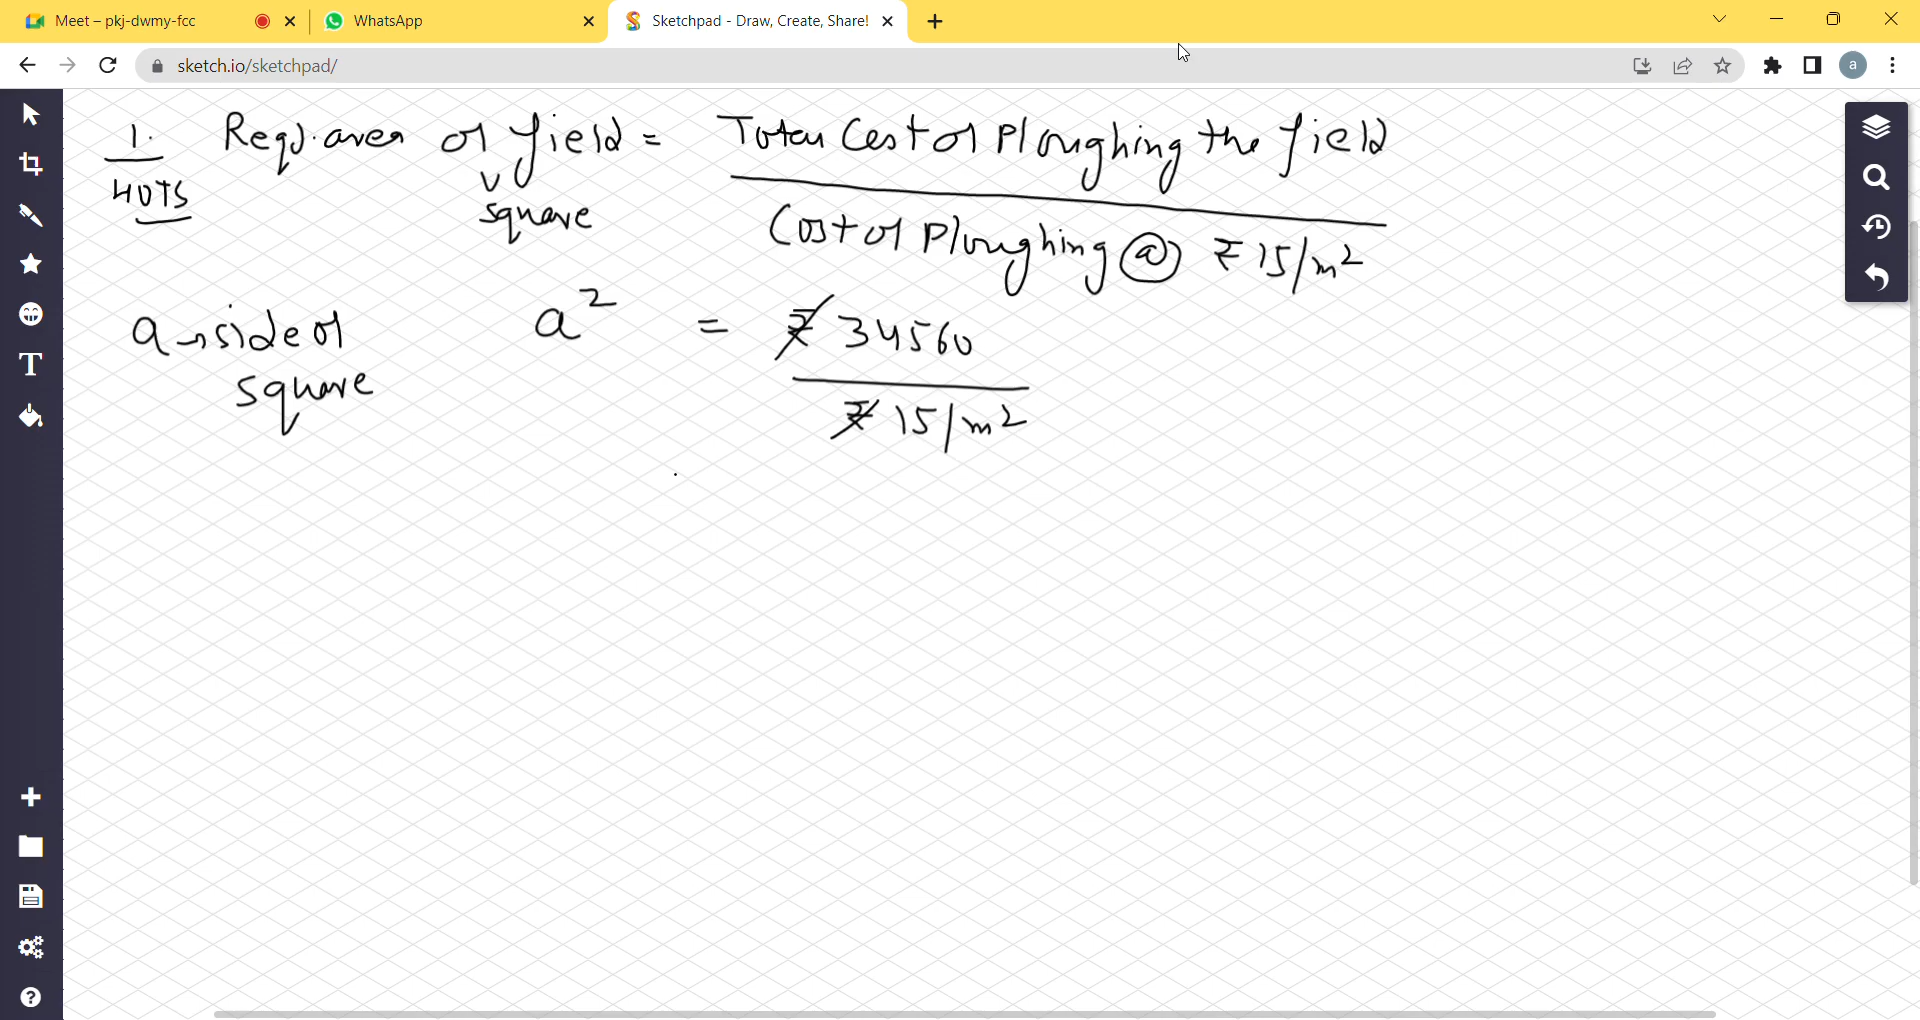 Meet – pkj-dwmy-fcc
WhatsApp
Sketchpad - Draw, Create, Share!
sketch.io/sketchpad/
a
1. Reqd. area of field = Total Cost of Ploughing the field
HOTS
square
Cost of Ploughing @ ₹ 15/m²
a → side of
square
a² = ₹ 34560
₹ 15/m²
T
?